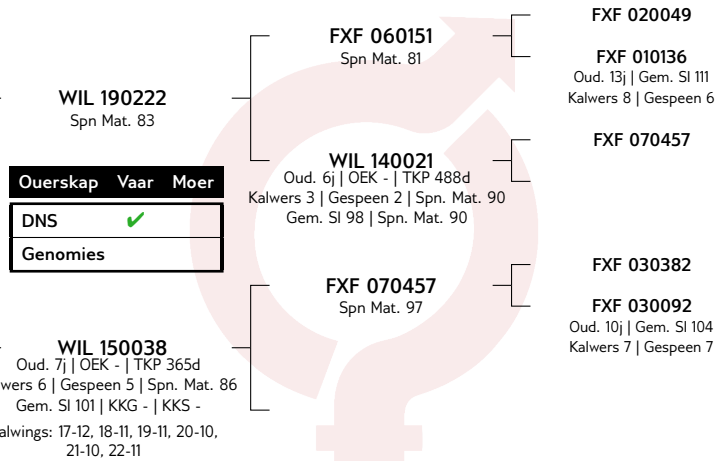 WIL 190222
Spn Mat. 83
Ouerskap Vaar Moer
DNS ✔
Genomies
WIL 150038
Oud. 7j | OEK - | TKP 365d
wers 6 | Gespeen 5 | Spn. Mat. 86
Gem. SI 101 | KKG - | KKS -
alwings: 17-12, 18-11, 19-11, 20-10,
21-10, 22-11
FXF 060151
Spn Mat. 81
WIL 140021
Oud. 6j | OEK - | TKP 488d
Kalwers 3 | Gespeen 2 | Spn. Mat. 90
Gem. SI 98 | Spn. Mat. 90
FXF 070457
Spn Mat. 97
FXF 020049
FXF 010136
Oud. 13j | Gem. SI 111
Kalwers 8 | Gespeen 6
FXF 070457
FXF 030382
FXF 030092
Oud. 10j | Gem. SI 104
Kalwers 7 | Gespeen 7